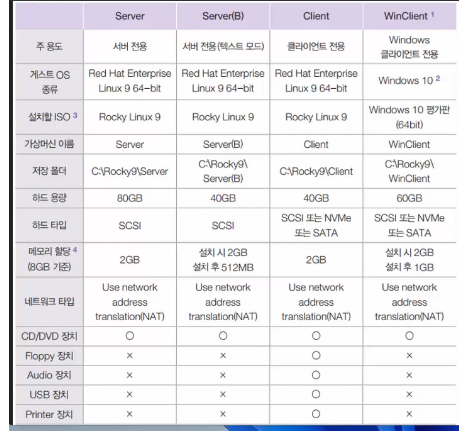 Server Server(B) Client WinClient 1
주 용도 서버 전용 서버 전용(텍스트 모드) 클라이언트 전용 Windows 클라이언트 전용
게스트 OS 종류 Red Hat Enterprise Linux 9 64-bit Red Hat Enterprise Linux 9 64-bit Red Hat Enterprise Linux 9 64-bit Windows 10 2
설치할 ISO 3 Rocky Linux 9 Rocky Linux 9 Rocky Linux 9 Windows 10 평가판 (64bit)
가상머신 이름 Server Server(B) Client WinClient
저장 폴더 C:\Rocky9\Server C:\Rocky9\ Server(B) C:\Rocky9\Client C:\Rocky9\ WinClient
하드 용량 80GB 40GB 40GB 60GB
하드 타입 SCSI SCSI SCSI 또는 NVMe 또는 SATA SCSI 또는 NVMe 또는 SATA
메모리 할당 4 (8GB 기준) 2GB 설치 시 2GB 설치 후 512MB 2GB 설치 시 2GB 설치 후 1GB
네트워크 타입 Use network address translation(NAT) Use network address translation(NAT) Use network address translation(NAT) Use network address translation(NAT)
CD/DVD 장치 ○ ○ ○ ○
Floppy 장치 × × ○ ×
Audio 장치 × × ○ ×
USB 장치 × × ○ ×
Printer 장치 × × ○ ×